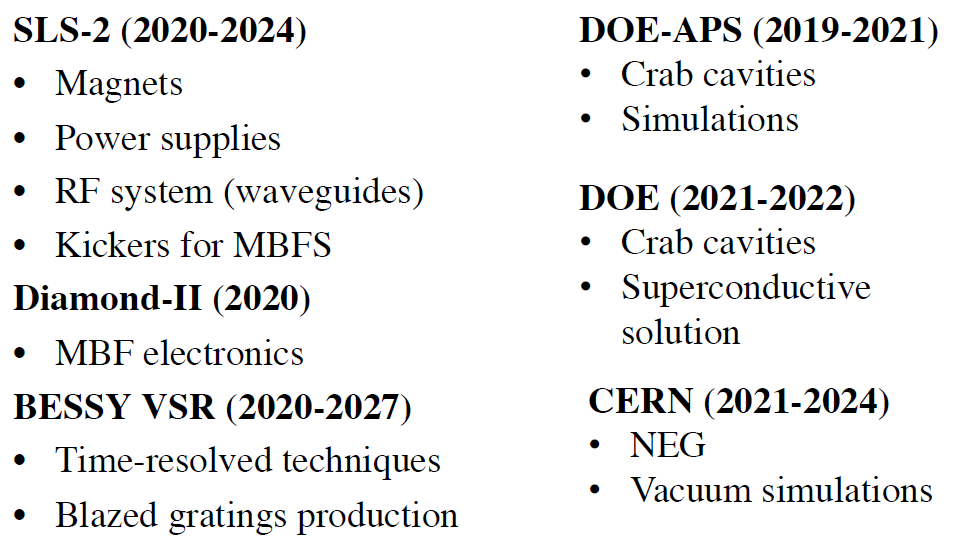 SLS-2 (2020-2024)
• Magnets
• Power supplies
• RF system (waveguides)
• Kickers for MBFS
Diamond-II (2020)
• MBF electronics
BESSY VSR (2020-2027)
• Time-resolved techniques
• Blazed gratings production
DOE-APS (2019-2021)
• Crab cavities
• Simulations
DOE (2021-2022)
• Crab cavities
• Superconductive
solution
CERN (2021-2024)
• NEG
• Vacuum simulations